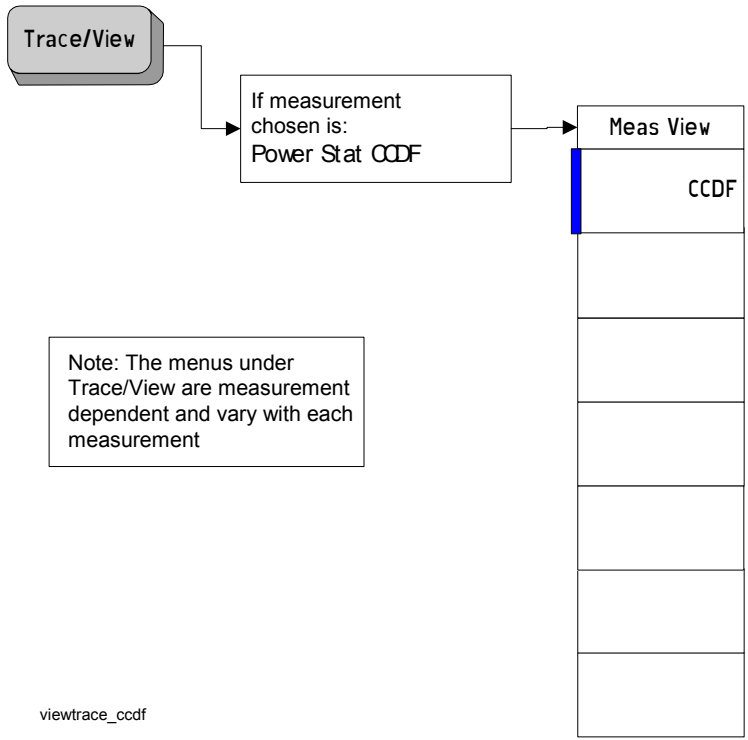 Trace/View
If measurement
chosen is:
Power Stat CCDF
Meas View
CCDF
Note: The menus under
Trace/View are measurement
dependent and vary with each
measurement
viewtrace_ccdf